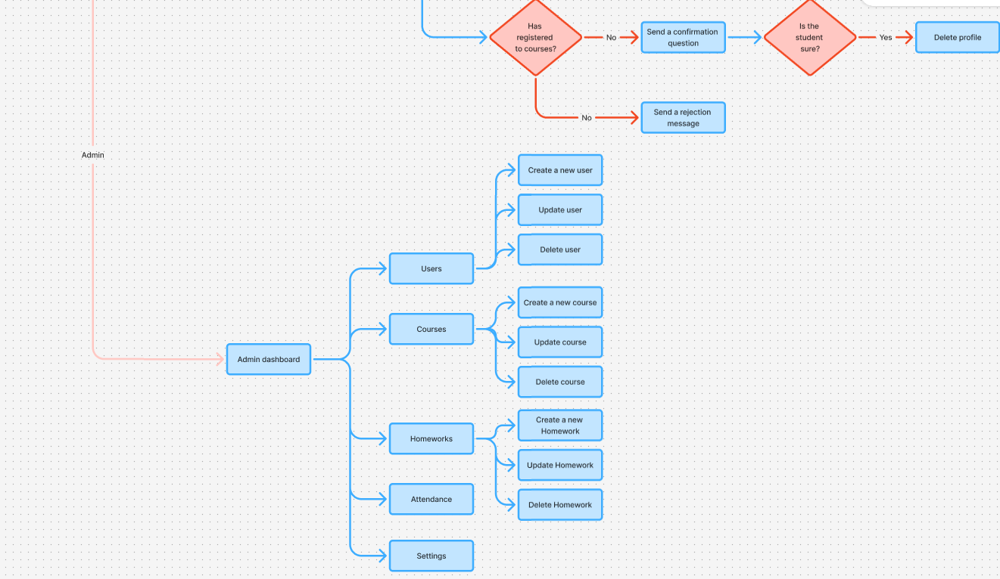 Has
registered
to courses?
No
Send a confirmation
question
Is the
student
sure?
Yes
Delete profile
No
Send a rejection
message
Admin
Create a new user
Update user
Delete user
Users
Create a new course
Courses
Update course
Admin dashboard
Delete course
Create a new
Homework
Homeworks
Update Homework
Attendance
Delete Homework
Settings